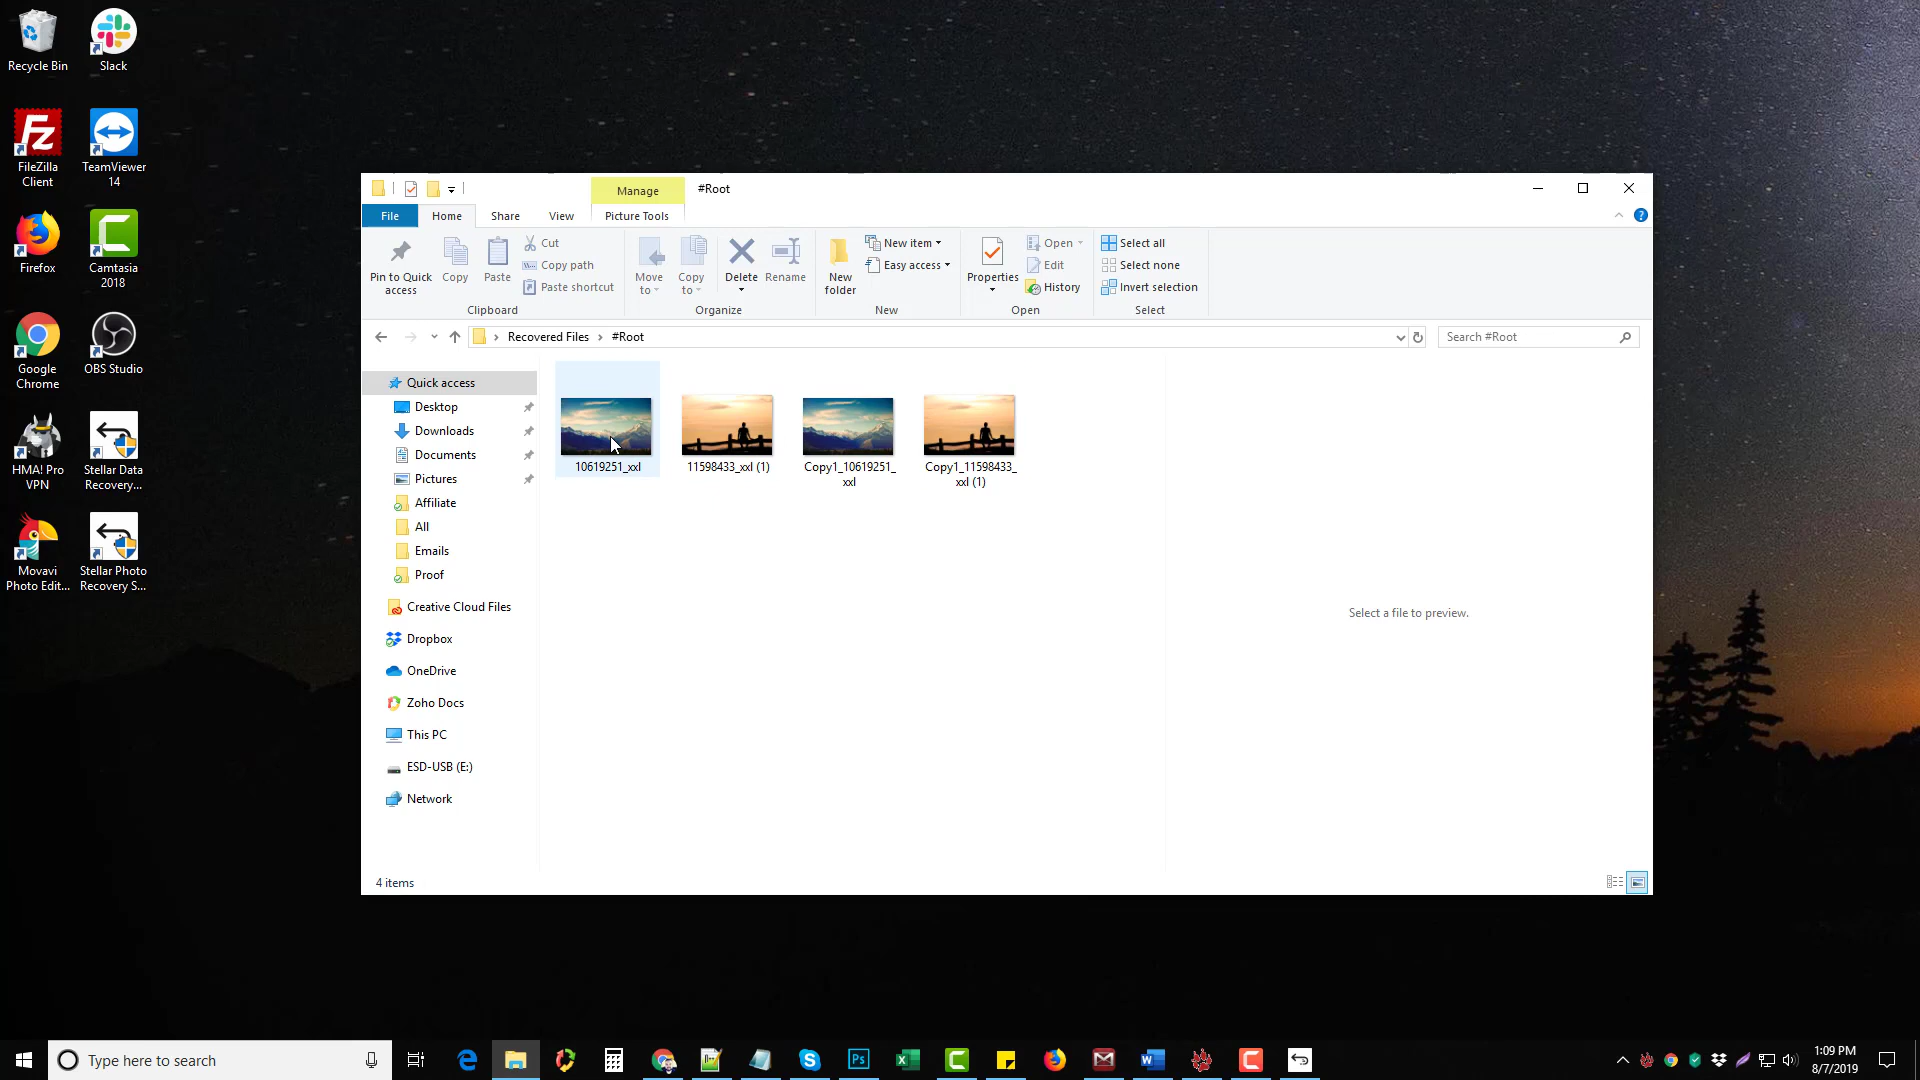 Recycle Bin
Slack
FileZilla
Client
TeamViewer
14
Firefox
Camtasia
2018
Google
Chrome
OBS Studio
HMA! Pro
VPN
Stellar Data
Recovery...
Movavi
Photo Edit...
Stellar Photo
Recovery S...
Manage
#Root
File
Home
Share
View
Picture Tools
Pin to Quick
access
Copy
Paste
Cut
Copy path
Paste shortcut
Clipboard
Move
to
Copy
to
Delete
Rename
Organize
New
folder
New item
Easy access
New
Properties
Open
Edit
History
Open
Select all
Select none
Invert selection
Select
Recovered Files > #Root
Search #Root
Quick access
Desktop
Downloads
Documents
Pictures
Affiliate
All
Emails
Proof
Creative Cloud Files
Dropbox
OneDrive
Zoho Docs
This PC
ESD-USB (E:)
Network
10619251_xxl
11598433_xxl (1)
Copy1_10619251_
xxl
Copy1_11598433_
xxl (1)
Select a file to preview.
4 items
Type here to search
1:09 PM
8/7/2019